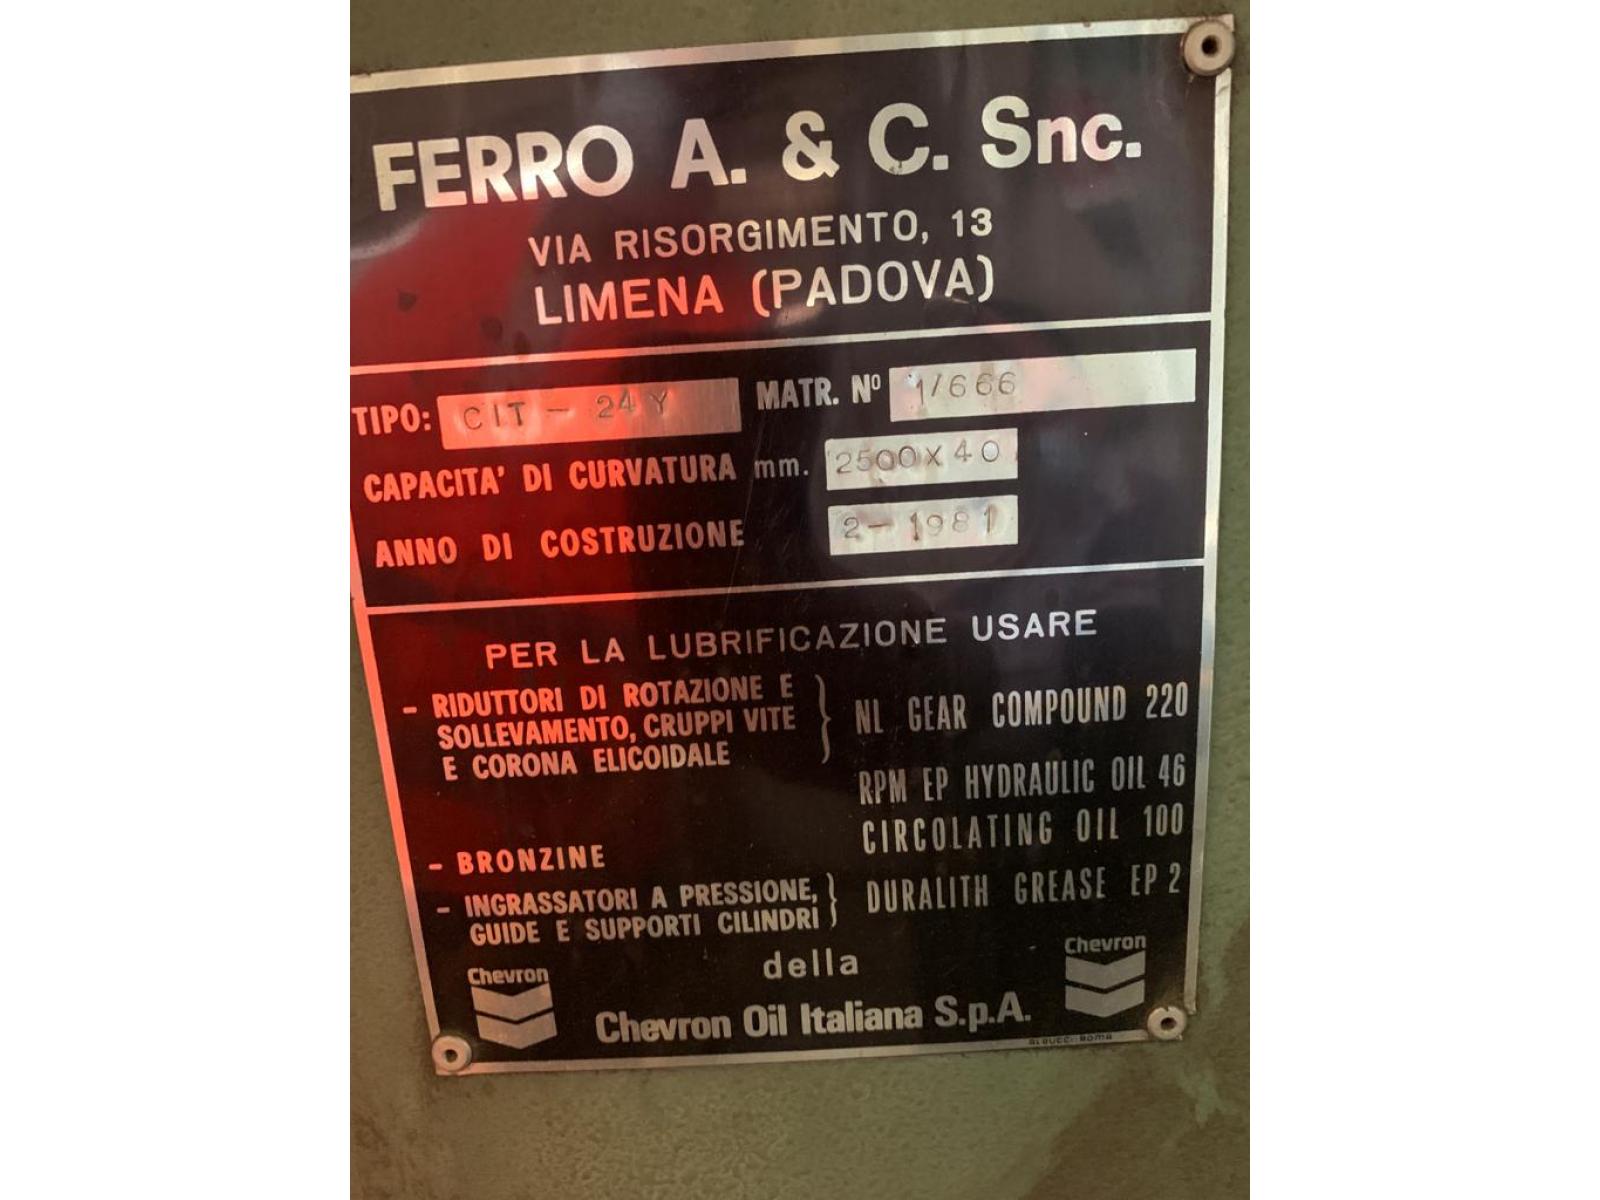 FERRO A. & C. Snc.
VIA RISORGIMENTO, 13
LIMENA (PADOVA)
TIPO: CIT - 24 Y MATR. Nº 1/666
CAPACITA' DI CURVATURA mm. 2500 X 40
ANNO DI COSTRUZIONE 2-1981
PER LA LUBRIFICAZIONE USARE
- RIDUTTORI DI ROTAZIONE E
SOLLEVAMENTO, CRUPPI VITE
E CORONA ELICOIDALE
NL GEAR COMPOUND 220
RPM EP HYDRAULIC OIL 46
CIRCOLATING OIL 100
- BRONZINE
- INGRASSATORI A PRESSIONE,
GUIDE E SUPPORTI CILINDRI
DURALITH GREASE EP 2
Chevron
della
Chevron
Chevron Oil Italiana S.p.A.